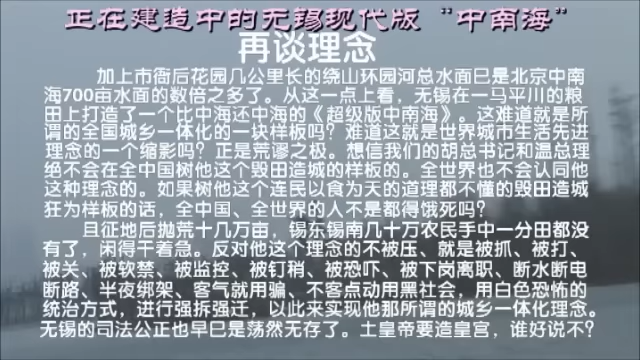 正在建造中的无锡现代版“中南海”
再谈理念
加上市衙后花园几公里长的绕山环园河总水面巳是北京中南
海700亩水面的数倍之多了。从这一点上看，无锡在一马平川的粮
田上打造了一个比中海还中海的《超级版中南海》。这难道就是所
谓的全国城乡一体化的一块样板吗？难道这就是世界城市生活先进
理念的一个缩影吗？正是荒谬之极。想信我们的胡总书记和温总理
绝不会在全中国树他这个毁田造城的样板的。全世界也不会认同他
这种理念的。如果树他这个连民以食为天的道理都不懂的毁田造城
狂为样板的话，全中国、全世界的人不是都得饿死吗？
且征地后抛荒十几万亩，锡东锡南几十万农民手中一分田都没
有了，闲得干着急。反对他这个理念的不被压、就是被抓、被打、
被关、被软禁、被监控、被钉稍、被恐吓、被下岗离职、断水断电
断路、半夜绑架、客气就用骗、不客点动用黑社会，用白色恐怖的
统治方式，进行强拆强迁，以此来实现他那所谓的城乡一体化理念。
无锡的司法公正也早巳是荡然无存了。土皇帝要造皇宫，谁好说不？